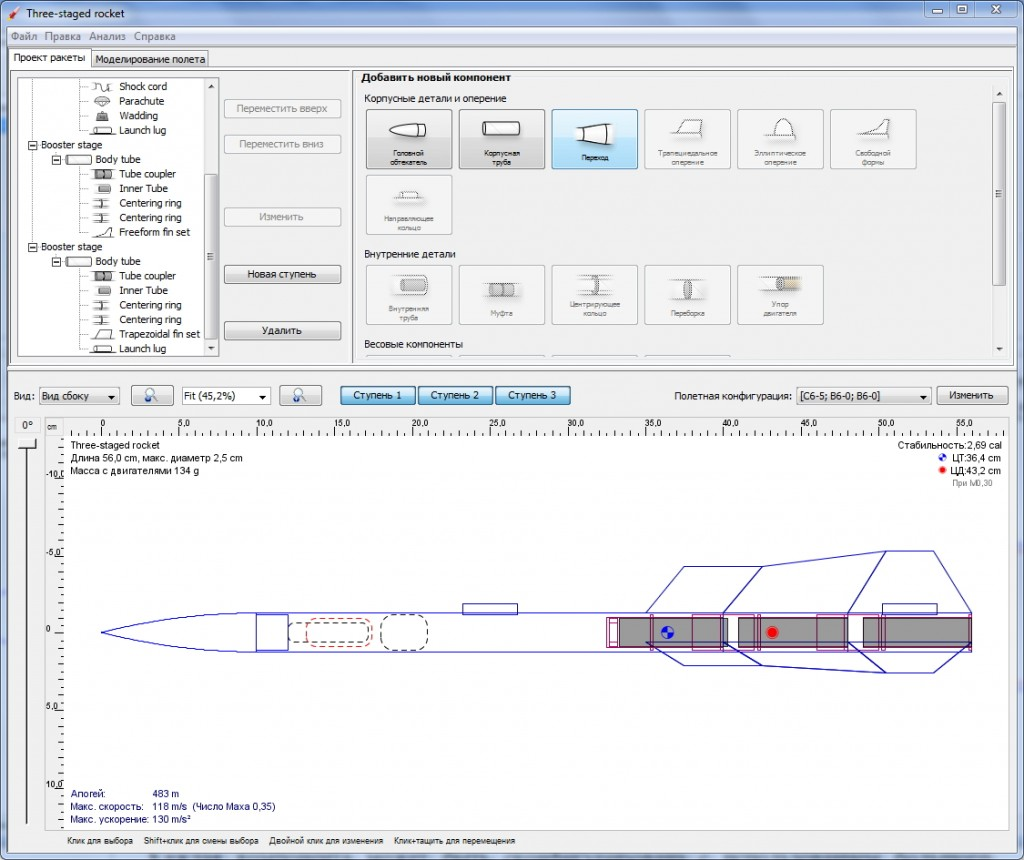 Three-staged rocket
Файл Правка Анализ Справка
Проект ракеты Моделирование полета
Shock cord
Parachute
Wadding
Launch lug
Booster stage
Body tube
Tube coupler
Inner Tube
Centering ring
Centering ring
Freeform fin set
Booster stage
Body tube
Tube coupler
Inner Tube
Centering ring
Centering ring
Trapezoidal fin set
Launch lug
Переместить вверх
Переместить вниз
Изменить
Новая ступень
Удалить
Добавить новый компонент
Корпусные детали и оперение
Головной обтекатель
Корпусная труба
Переход
Трапециедальное оперение
Эллиптическое оперение
Свободной формы
Направляющее кольцо
Внутренние детали
Внутренняя труба
Муфта
Центрирующее кольцо
Переборка
Упор двигателя
Весовые компоненты
Вид: Вид сбоку Fit (45,2%) Ступень 1 Ступень 2 Ступень 3 Полетная конфигурация: [C6-5; B6-0; B6-0] Изменить
0° cm 0 5,0 10,0 15,0 20,0 25,0 30,0 35,0 40,0 45,0 50,0 55,0
-10,0
-5,0
0
5,0
10,0
Three-staged rocket
Длина 56,0 cm, макс. диаметр 2,5 cm
Масса с двигателями 134 g
Стабильность:2,69 cal
ЦТ:36,4 cm
ЦД:43,2 cm
При M0,30
Апогей: 483 m
Макс. скорость: 118 m/s (Число Маха 0,35)
Макс. ускорение: 130 m/s²
Клик для выбора Shift+клик для смены выбора Двойной клик для изменения Клик+тащить для перемещения